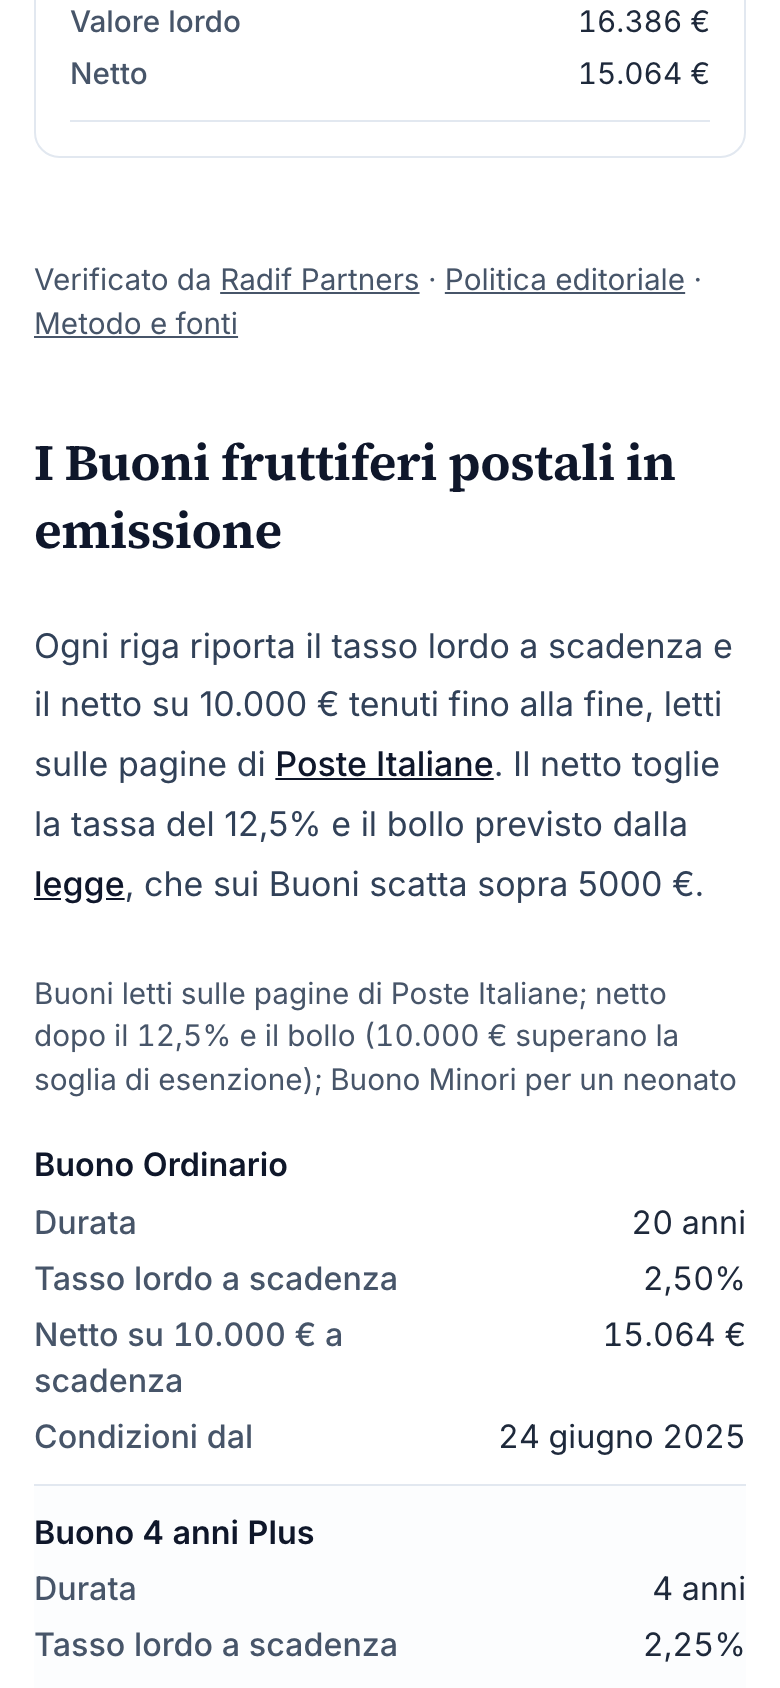 Valore lordo 16.386 €
Netto 15.064 €
Verificato da Radif Partners · Politica editoriale ·
Metodo e fonti
I Buoni fruttiferi postali in
emissione
Ogni riga riporta il tasso lordo a scadenza e
il netto su 10.000 € tenuti fino alla fine, letti
sulle pagine di Poste Italiane. Il netto toglie
la tassa del 12,5% e il bollo previsto dalla
legge, che sui Buoni scatta sopra 5000 €.
Buoni letti sulle pagine di Poste Italiane; netto
dopo il 12,5% e il bollo (10.000 € superano la
soglia di esenzione); Buono Minori per un neonato
Buono Ordinario
Durata 20 anni
Tasso lordo a scadenza 2,50%
Netto su 10.000 € a 15.064 €
scadenza
Condizioni dal 24 giugno 2025
Buono 4 anni Plus
Durata 4 anni
Tasso lordo a scadenza 2,25%